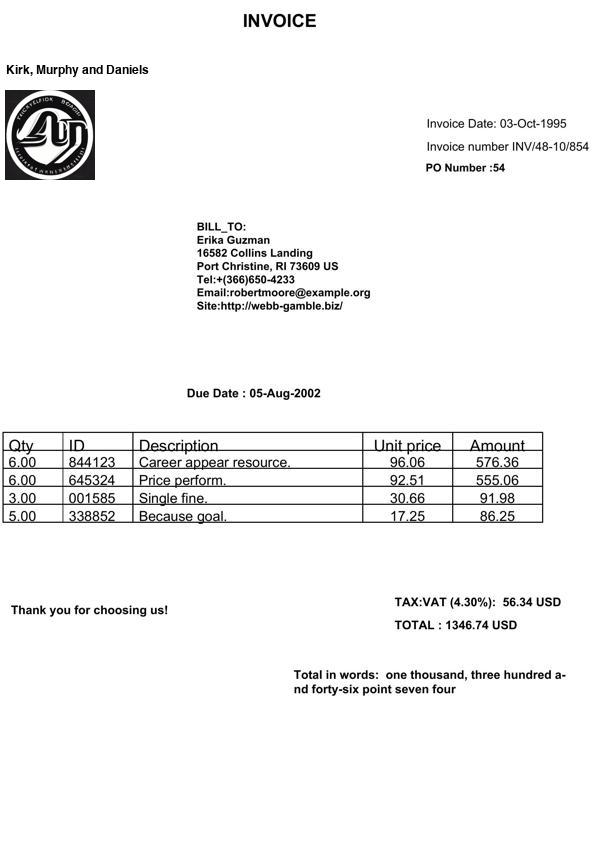 INVOICE
Kirk, Murphy and Daniels
Invoice Date: 03-Oct-1995
Invoice number INV/48-10/854
PO Number :54
BILL_TO:
Erika Guzman
16582 Collins Landing
Port Christine, RI 73609 US
Tel:+(366)650-4233
Email:robertmoore@example.org
Site:http://webb-gamble.biz/
Due Date : 05-Aug-2002
Qty ID Description Unit price Amount
6.00 844123 Career appear resource. 96.06 576.36
6.00 645324 Price perform. 92.51 555.06
3.00 001585 Single fine. 30.66 91.98
5.00 338852 Because goal. 17.25 86.25
TAX:VAT (4.30%): 56.34 USD
Thank you for choosing us!
TOTAL : 1346.74 USD
Total in words: one thousand, three hundred a-
nd forty-six point seven four